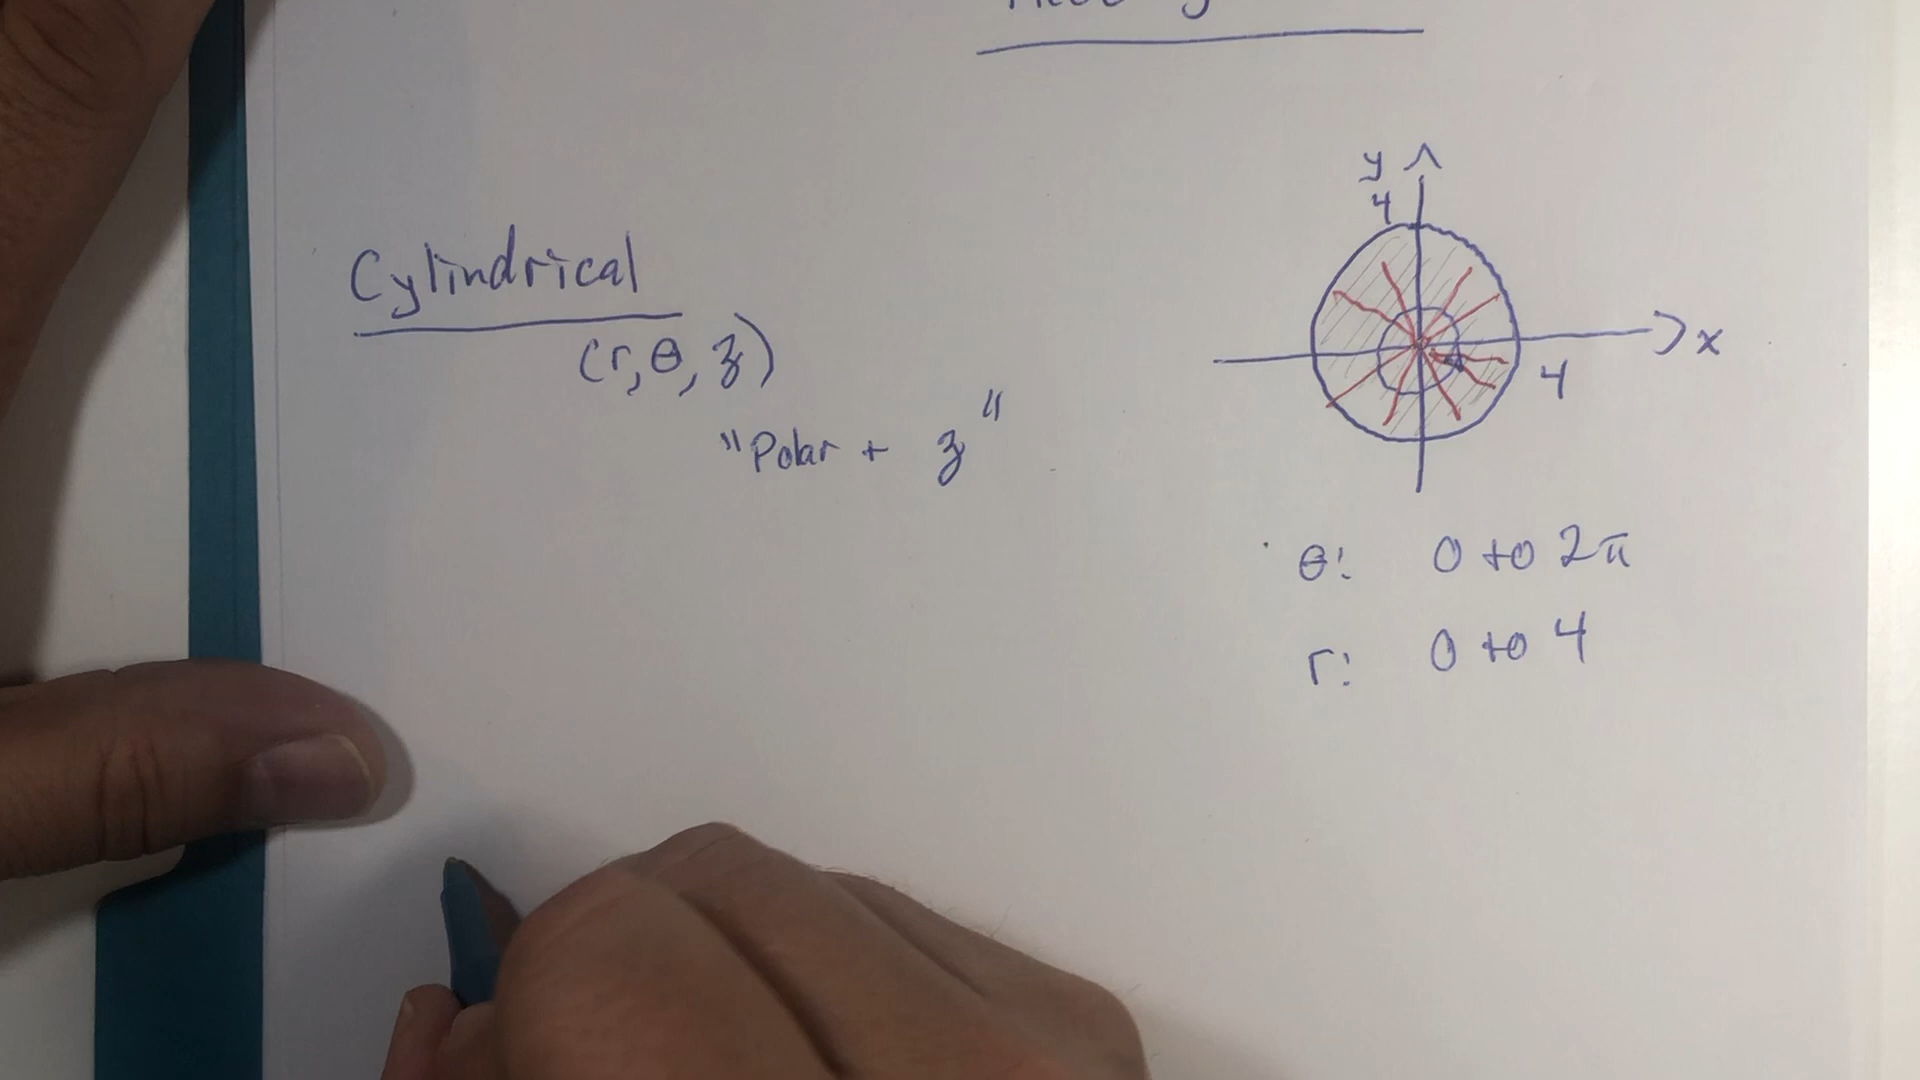 Cylindrical
(r, θ, z)
"Polar + z"
y
4
x
4
θ: 0 to 2π
r: 0 to 4